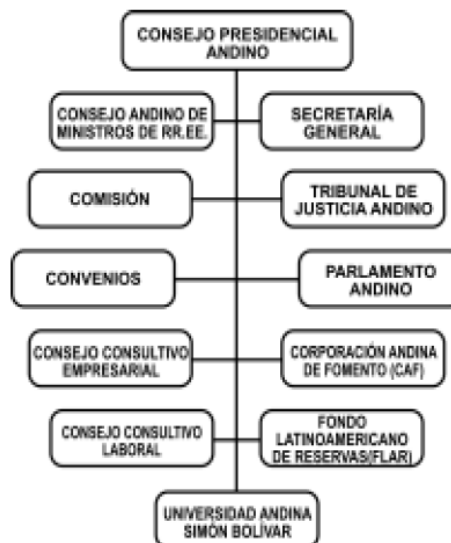 CONSEJO PRESIDENCIAL
ANDINO
CONSEJO ANDINO DE
MINISTROS DE RR.EE.
SECRETARÍA
GENERAL
COMISIÓN
TRIBUNAL DE
JUSTICIA ANDINO
CONVENIOS
PARLAMENTO
ANDINO
CONSEJO CONSULTIVO
EMPRESARIAL
CORPORACIÓN ANDINA
DE FOMENTO (CAF)
CONSEJO CONSULTIVO
LABORAL
FONDO
LATINOAMERICANO
DE RESERVAS(FLAR)
UNIVERSIDAD ANDINA
SIMÓN BOLÍVAR